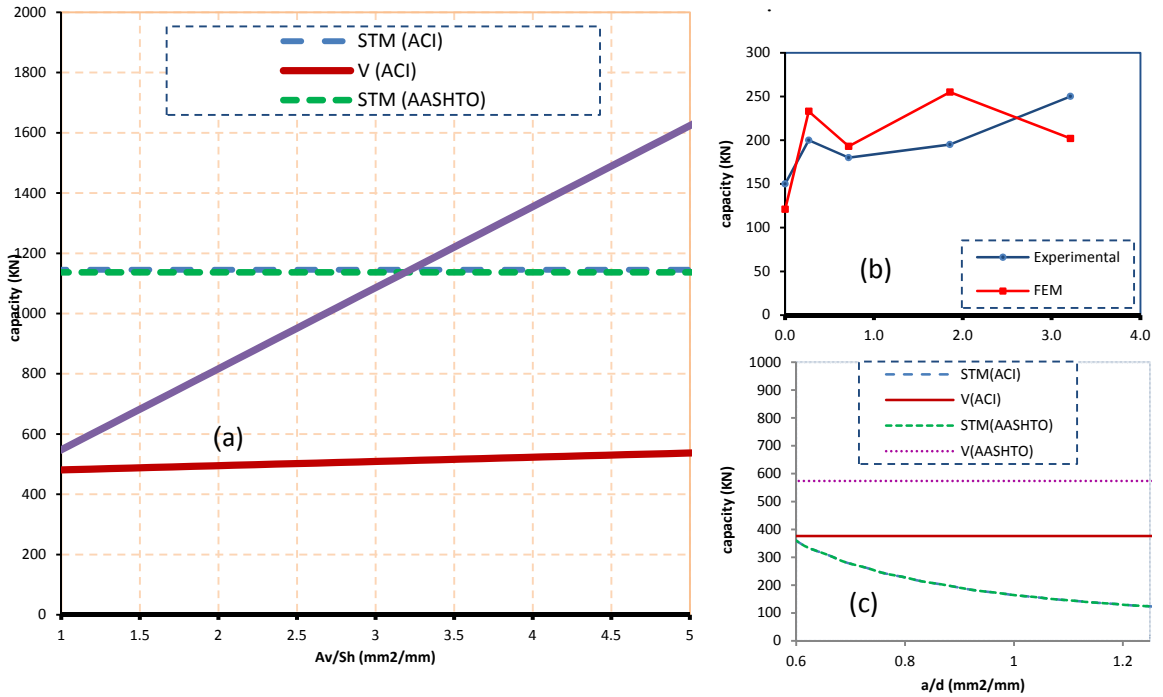 2000
1800
1600
1400
1200
1000
800
600
400
200
0
capacity (KN)
STM (ACI)
V (ACI)
STM (AASHTO)
(a)
1 1.5 2 2.5 3 3.5 4 4.5 5
Av/Sh (mm2/mm)
300
250
200
150
100
50
0
capacity (KN)
(b)
Experimental
FEM
0.0 1.0 2.0 3.0 4.0
1000
900
800
700
600
500
400
300
200
100
0
capacity (KN)
STM(ACI)
V(ACI)
STM(AASHTO)
V(AASHTO)
(c)
0.6 0.8 1 1.2
a/d (mm2/mm)